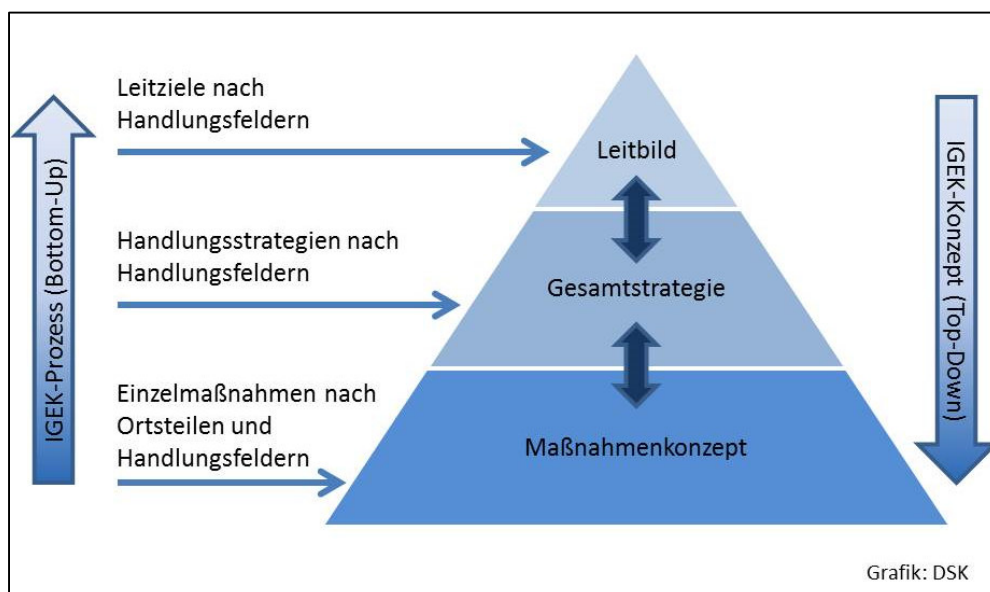 Leitziele nach
Handlungsfeldern
Leitbild
Handlungsstrategien nach
Handlungsfeldern
Gesamtstrategie
Einzelmaßnahmen nach
Ortsteilen und
Handlungsfeldern
Maßnahmenkonzept
IGEK-Prozess (Bottom-Up)
IGEK-Konzept (Top-Down)
Grafik: DSK